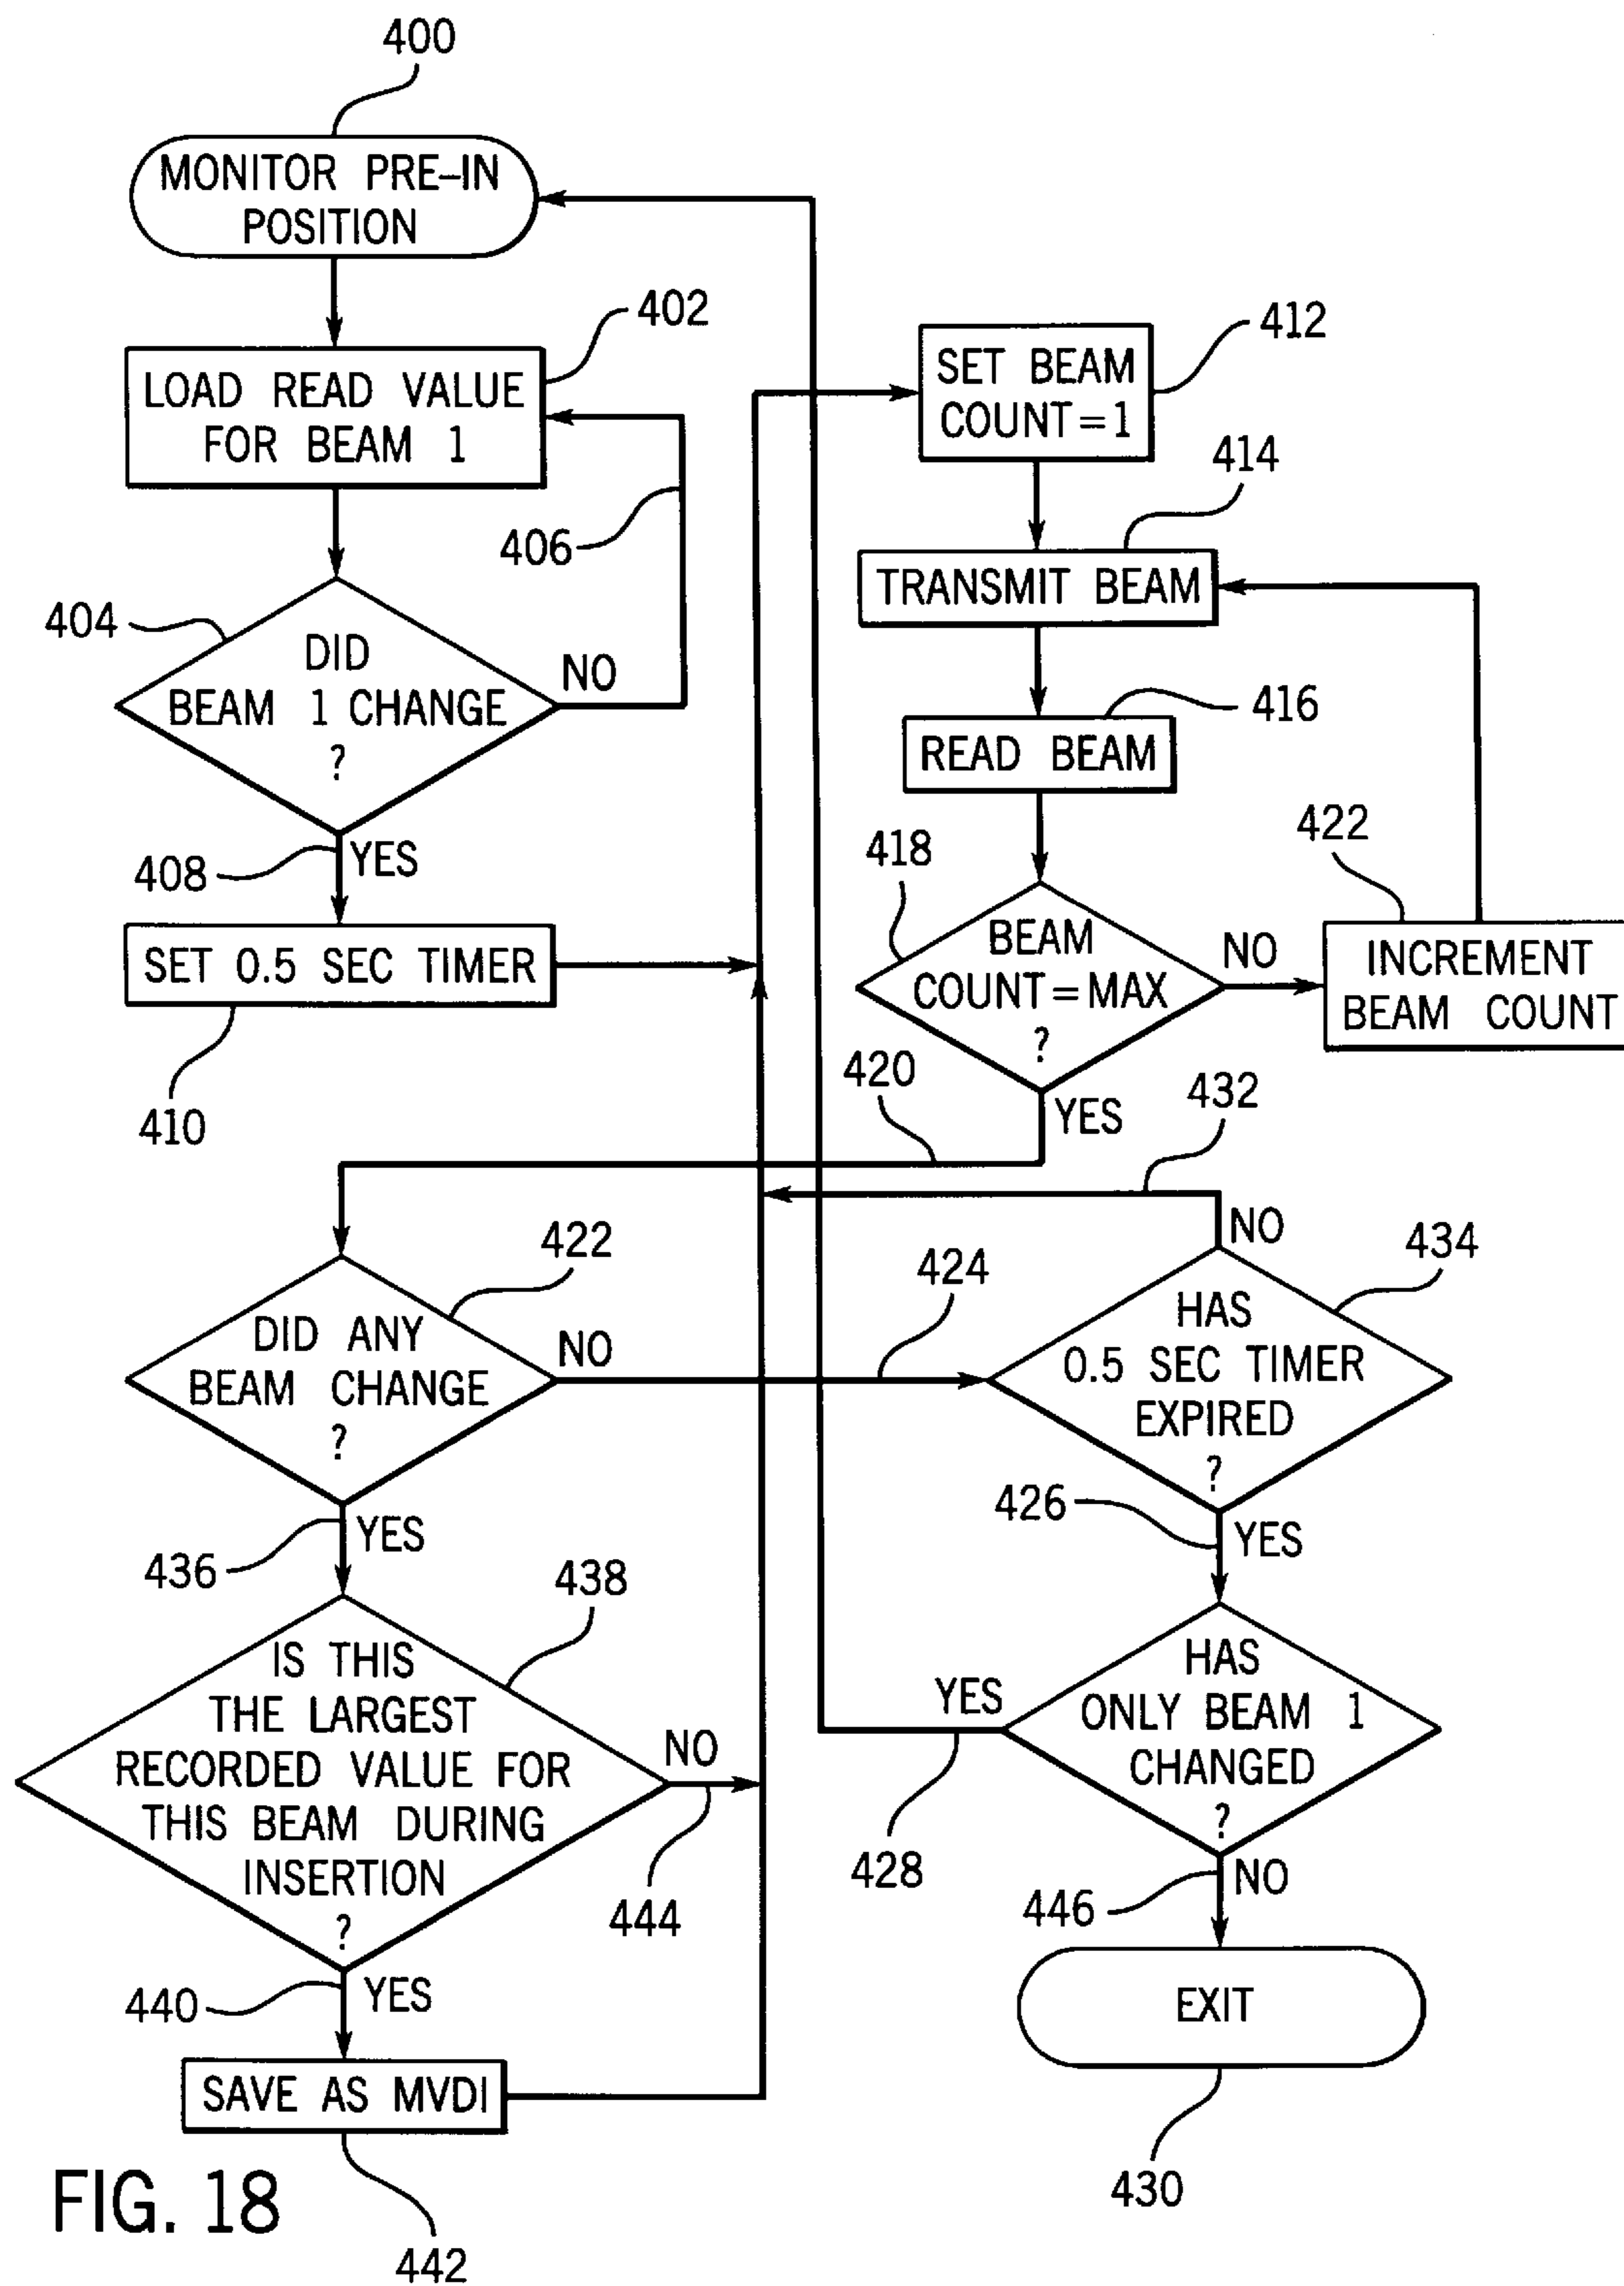 400
MONITOR PRE-IN
POSITION
402
LOAD READ VALUE
FOR BEAM 1
406
404
DID
BEAM 1 CHANGE
?
NO
408
YES
SET 0.5 SEC TIMER
410
412
SET BEAM
COUNT=1
414
TRANSMIT BEAM
416
READ BEAM
418
BEAM
COUNT=MAX
?
NO
422
INCREMENT
BEAM COUNT
420
YES
432
422
DID ANY
BEAM CHANGE
?
NO
424
NO
434
HAS
0.5 SEC TIMER
EXPIRED
?
426
YES
436
YES
438
IS THIS
THE LARGEST
RECORDED VALUE FOR
THIS BEAM DURING
INSERTION
?
NO
444
YES
428
HAS
ONLY BEAM 1
CHANGED
?
446
NO
440
YES
SAVE AS MVDI
442
EXIT
430
FIG. 18